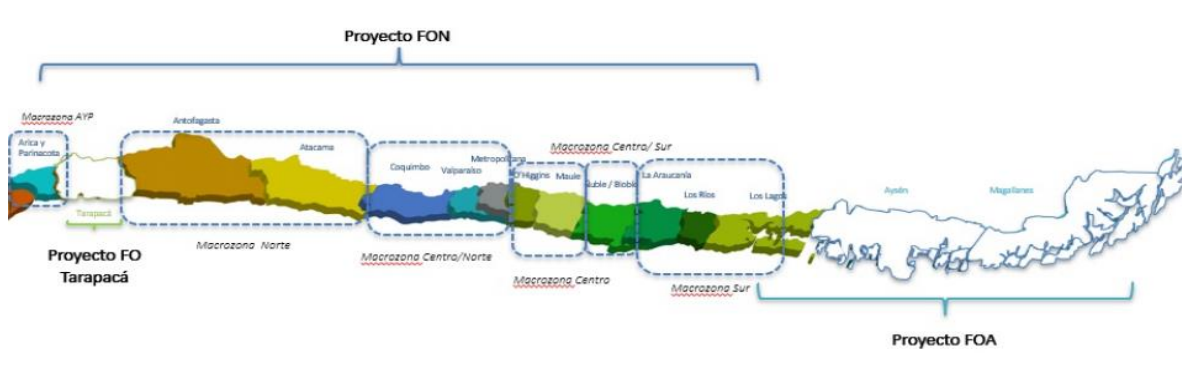 Proyecto FON
Macrozona AYP
Arica y
Parinacota
Antofagasta
Atacama
Coquimbo
Valparaíso
Metropolitana
Macrozona Centro/ Sur
O'Higgins
Maule
Ñuble / Biobío
La Araucanía
Los Ríos
Los Lagos
Aysén
Magallanes
Tarapacá
Proyecto FO
Tarapacá
Macrozona Norte
Macrozona Centro/Norte
Macrozona Centro
Macrozona Sur
Proyecto FOA